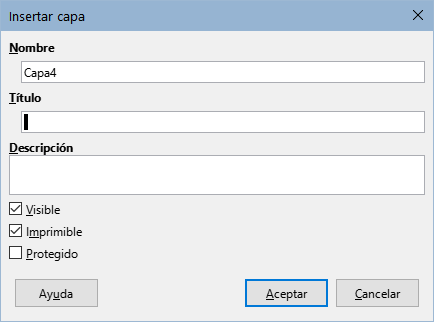 Insertar capa
Nombre
Capa4
Título
Descripción
Visible
Imprimible
Protegido
Ayuda Aceptar Cancelar